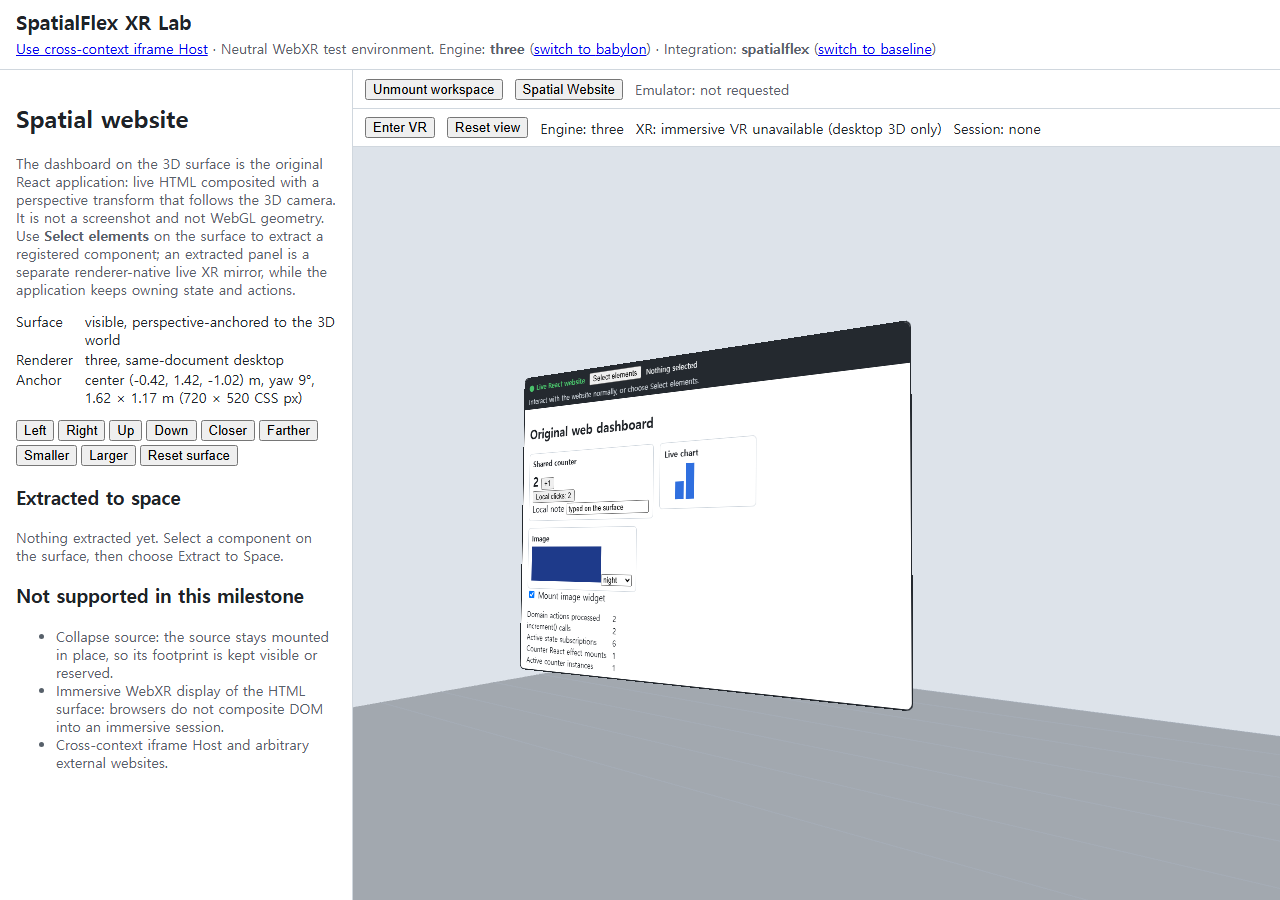 SpatialFlex XR Lab
Use cross-context iframe Host · Neutral WebXR test environment. Engine: three (switch to babylon) · Integration: spatialflex (switch to baseline)
Spatial website
The dashboard on the 3D surface is the original
React application: live HTML composited with a
perspective transform that follows the 3D camera.
It is not a screenshot and not WebGL geometry.
Use Select elements on the surface to extract a
registered component; an extracted panel is a
separate renderer-native live XR mirror, while the
application keeps owning state and actions.
Surface visible, perspective-anchored to the 3D
world
Renderer three, same-document desktop
Anchor center (-0.42, 1.42, -1.02) m, yaw 9°,
1.62 × 1.17 m (720 × 520 CSS px)
Left Right Up Down Closer Farther
Smaller Larger Reset surface
Extracted to space
Nothing extracted yet. Select a component on
the surface, then choose Extract to Space.
Not supported in this milestone
• Collapse source: the source stays mounted
in place, so its footprint is kept visible or
reserved.
• Immersive WebXR display of the HTML
surface: browsers do not composite DOM
into an immersive session.
• Cross-context iframe Host and arbitrary
external websites.
Unmount workspace Spatial Website Emulator: not requested
Enter VR Reset view Engine: three XR: immersive VR unavailable (desktop 3D only) Session: none
Live React website Select elements Nothing selected
Interact with the website normally, or choose Select elements.
Original web dashboard
Shared counter
2 +1
Local clicks: 2
Local note typed on the surface
Live chart
Image
night
Mount image widget
Domain actions processed 2
increment() calls 2
Active state subscriptions 6
Counter React effect mounts 1
Active counter instances 1